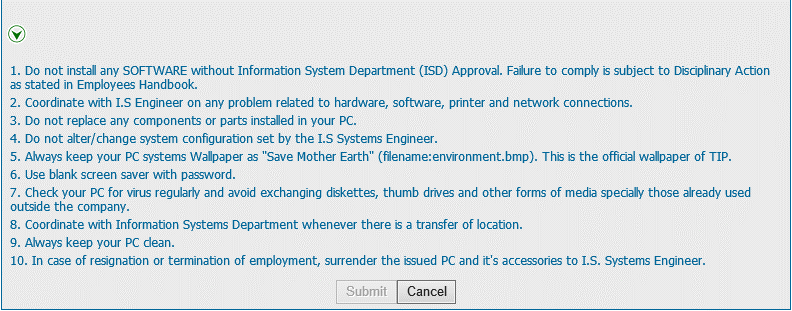 1. Do not install any SOFTWARE without Information System Department (ISD) Approval. Failure to comply is subject to Disciplinary Action
as stated in Employees Handbook.
2. Coordinate with I.S Engineer on any problem related to hardware, software, printer and network connections.
3. Do not replace any components or parts installed in your PC.
4. Do not alter/change system configuration set by the I.S Systems Engineer.
5. Always keep your PC systems Wallpaper as "Save Mother Earth" (filename:environment.bmp). This is the official wallpaper of TIP.
6. Use blank screen saver with password.
7. Check your PC for virus regularly and avoid exchanging diskettes, thumb drives and other forms of media specially those already used
outside the company.
8. Coordinate with Information Systems Department whenever there is a transfer of location.
9. Always keep your PC clean.
10. In case of resignation or termination of employment, surrender the issued PC and it's accessories to I.S. Systems Engineer.
Submit Cancel